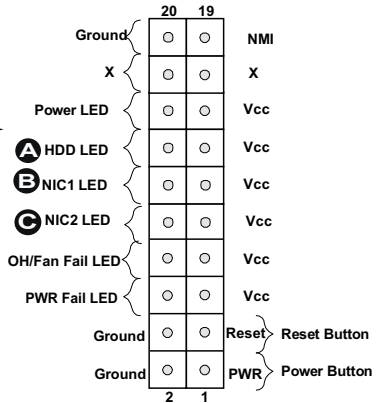 20 19
Ground NMI
X X
Power LED Vcc
A HDD LED Vcc
B NIC1 LED Vcc
C NIC2 LED Vcc
OH/Fan Fail LED Vcc
PWR Fail LED Vcc
Ground Reset Reset Button
Ground PWR Power Button
2 1